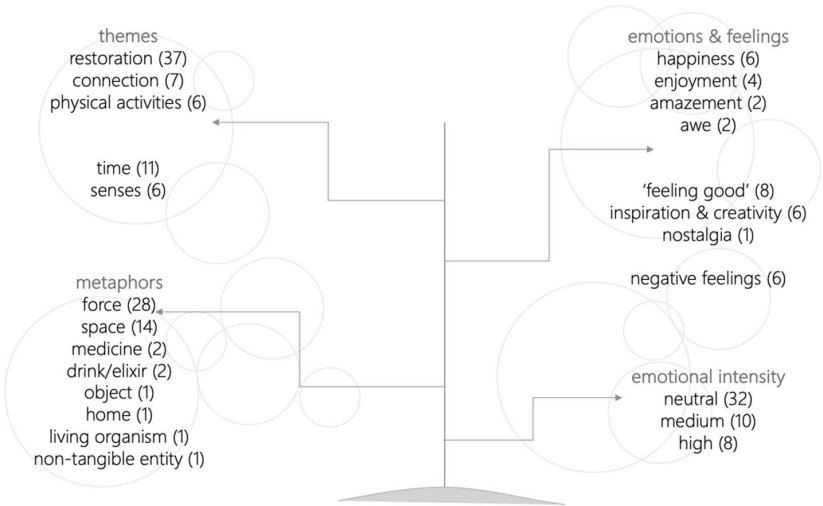 themes
restoration (37)
connection (7)
physical activities (6)
time (11)
senses (6)
metaphors
force (28)
space (14)
medicine (2)
drink/elixir (2)
object (1)
home (1)
living organism (1)
non-tangible entity (1)
emotions & feelings
happiness (6)
enjoyment (4)
amazement (2)
awe (2)
'feeling good' (8)
inspiration & creativity (6)
nostalgia (1)
negative feelings (6)
emotional intensity
neutral (32)
medium (10)
high (8)